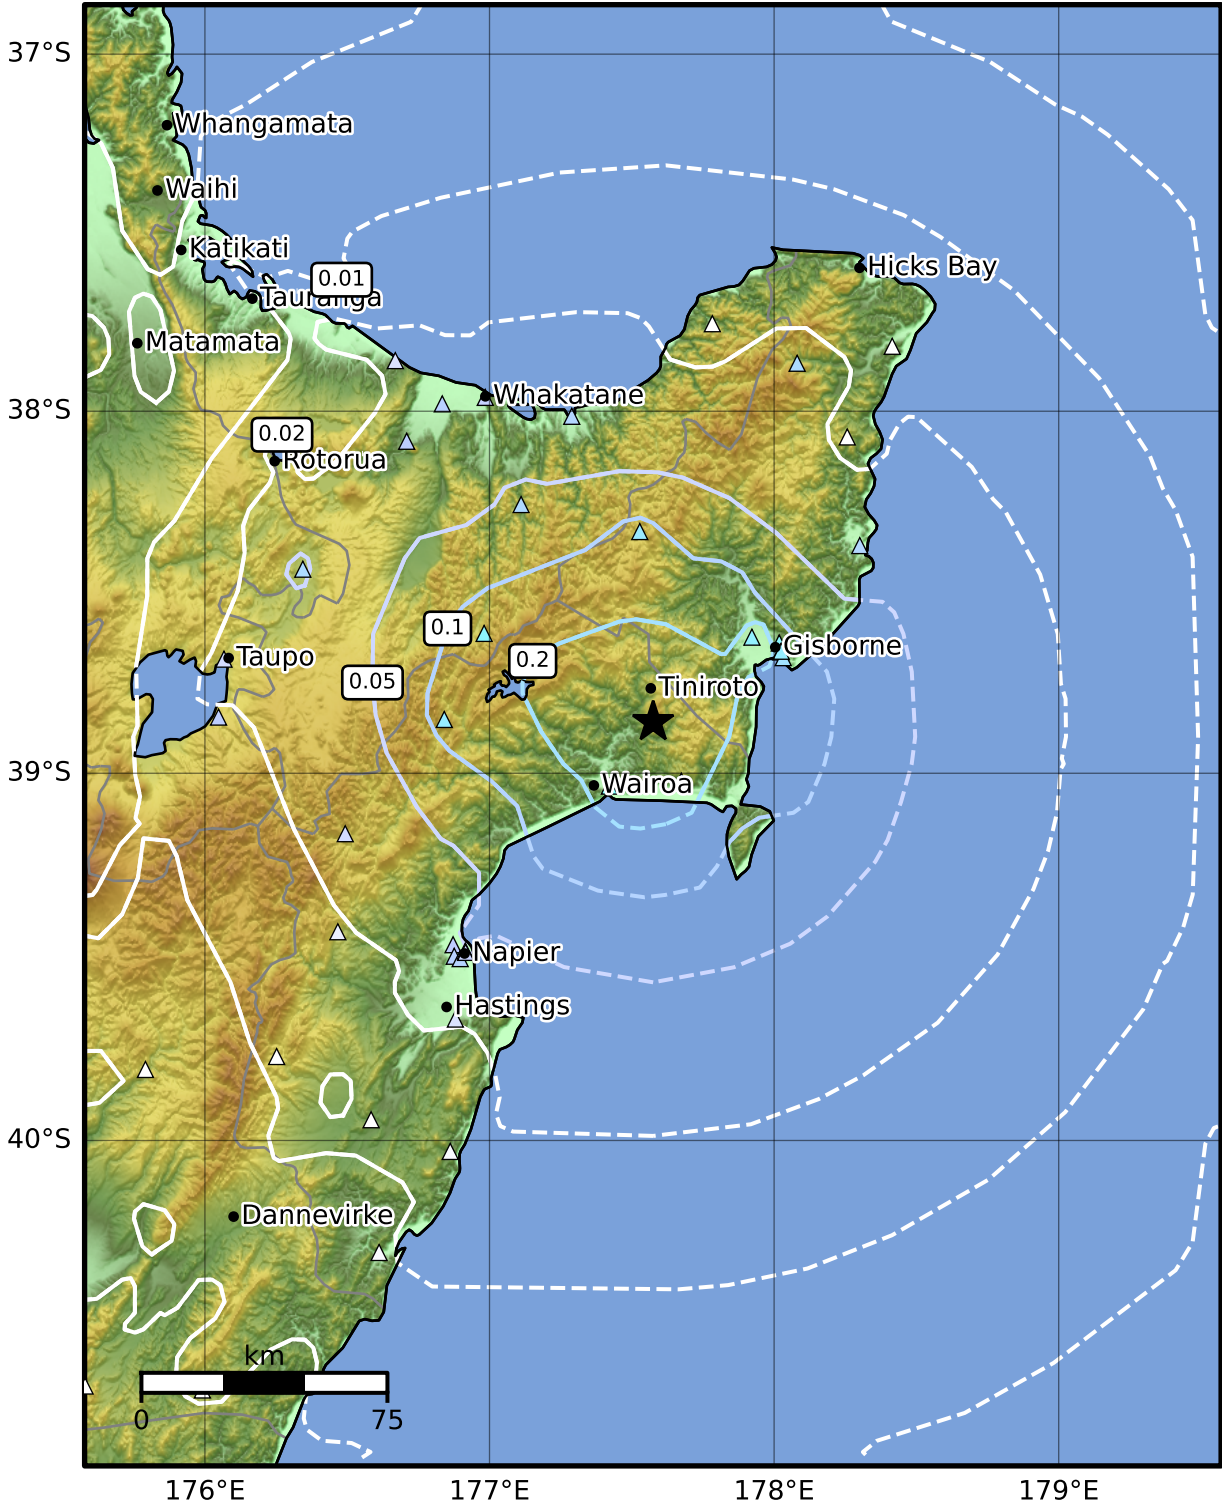 37°S
Whangamata
Waihi
Katikati
Hicks Bay
0.01
Tauranga
Matamata
Whakatane
38°S
0.02
Rotorua
0.1
Gisborne
Taupo
0.2
0.05
Tiniroto
39°S
Wairoa
Napier
Hastings
40°S
Dannevirke
km
0 75
176°E 177°E 178°E 179°E